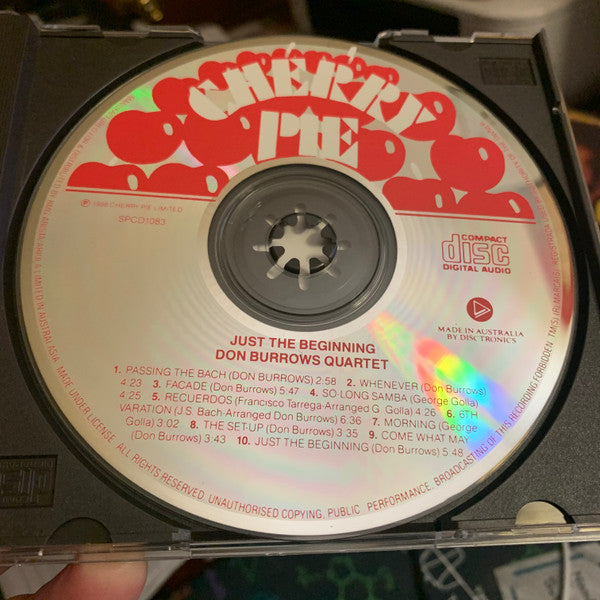 CHERRY
PIE
℗ 1988 CHERRY PIE LIMITED
SPCD1083
COMPACT
disc
DIGITAL AUDIO
MADE IN AUSTRALIA
BY DISCTRONICS
JUST THE BEGINNING
DON BURROWS QUARTET
1. PASSING THE BACH (DON BURROWS) 2:58 2. WHENEVER (Don Burrows)
4:23 3. FACADE (Don Burrows) 5:47 4. SO-LONG SAMBA (George Golla)
4:25 5. RECUERDOS (Francisco Tarrega-Arranged G. Golla) 4:26 6. 6TH
VARATION (J.S. Bach-Arranged Don Burrows) 6:36 7. MORNING (George
Golla) 3:02 8. THE SET-UP (Don Burrows) 3:35 9. COME WHAT MAY
(Don Burrows) 3:43 10. JUST THE BEGINNING (Don Burrows) 5:48
MADE UNDER LICENSE. ALL RIGHTS RESERVED. UNAUTHORISED COPYING, PUBLIC PERFORMANCE, BROADCASTING OF THIS RECORDING FORBIDDEN.